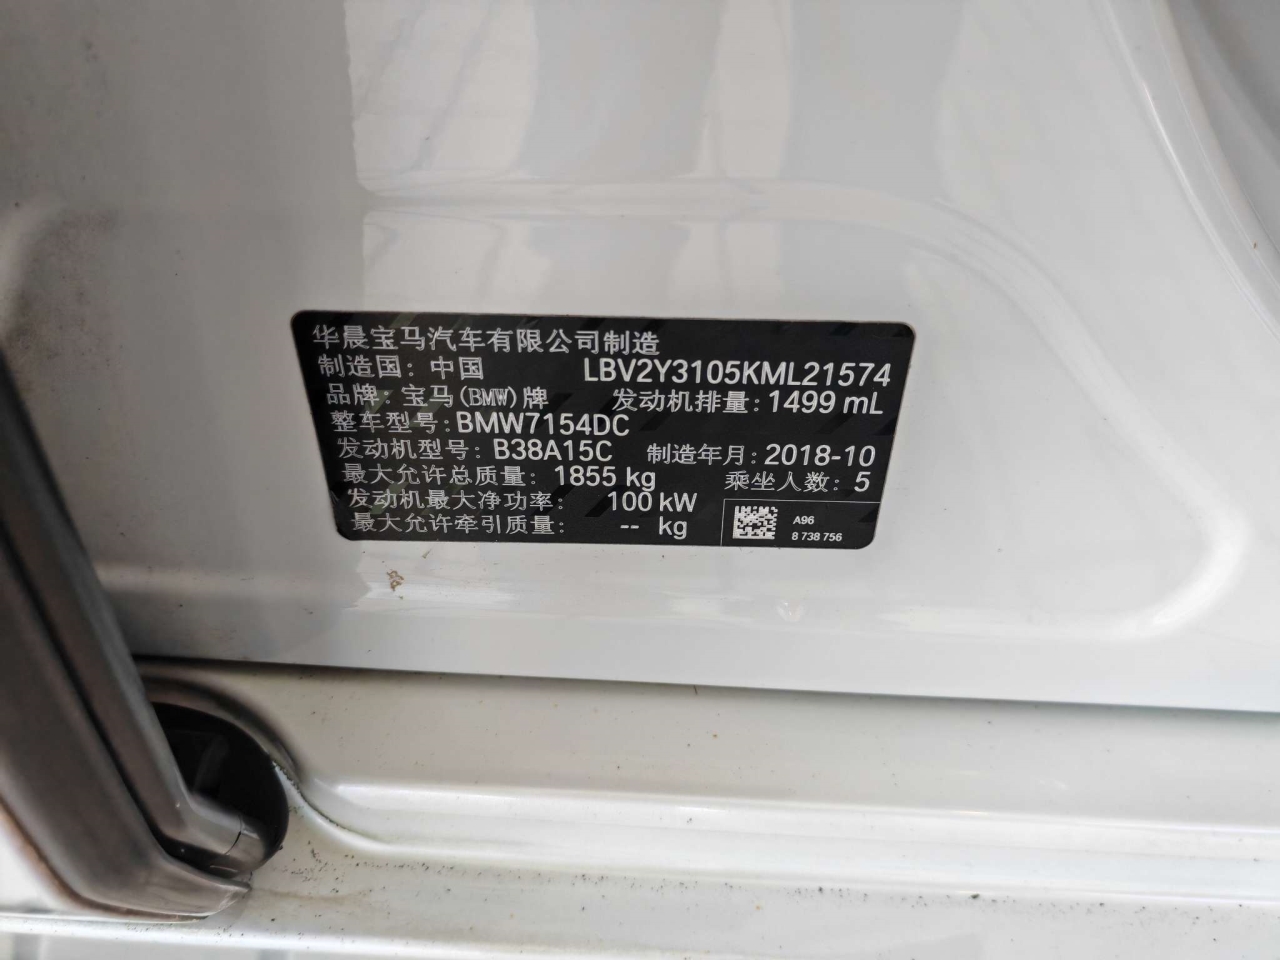 华晨宝马汽车有限公司制造
制造国：中国 LBV2Y3105KML21574
品牌：宝马(BMW)牌 发动机排量：1499 mL
整车型号：BMW7154DC
发动机型号：B38A15C 制造年月：2018-10
最大允许总质量：1855 kg 乘坐人数：5
发动机最大净功率：100 kW
最大允许牵引质量：-- kg
A96
8 738 756